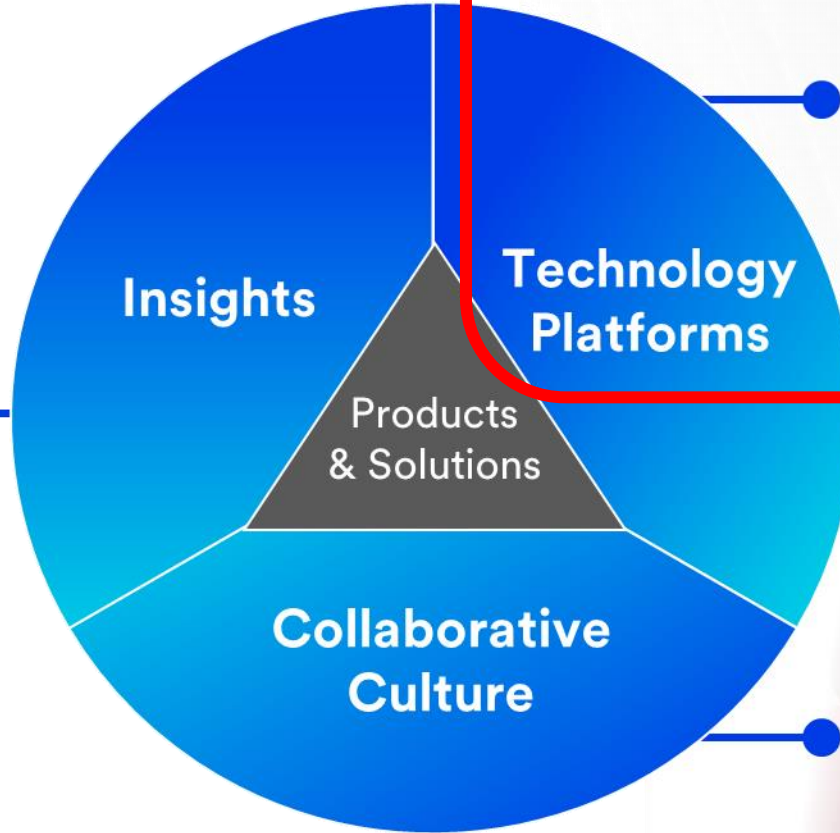 Insights
Technology
Platforms
Products
& Solutions
Collaborative
Culture